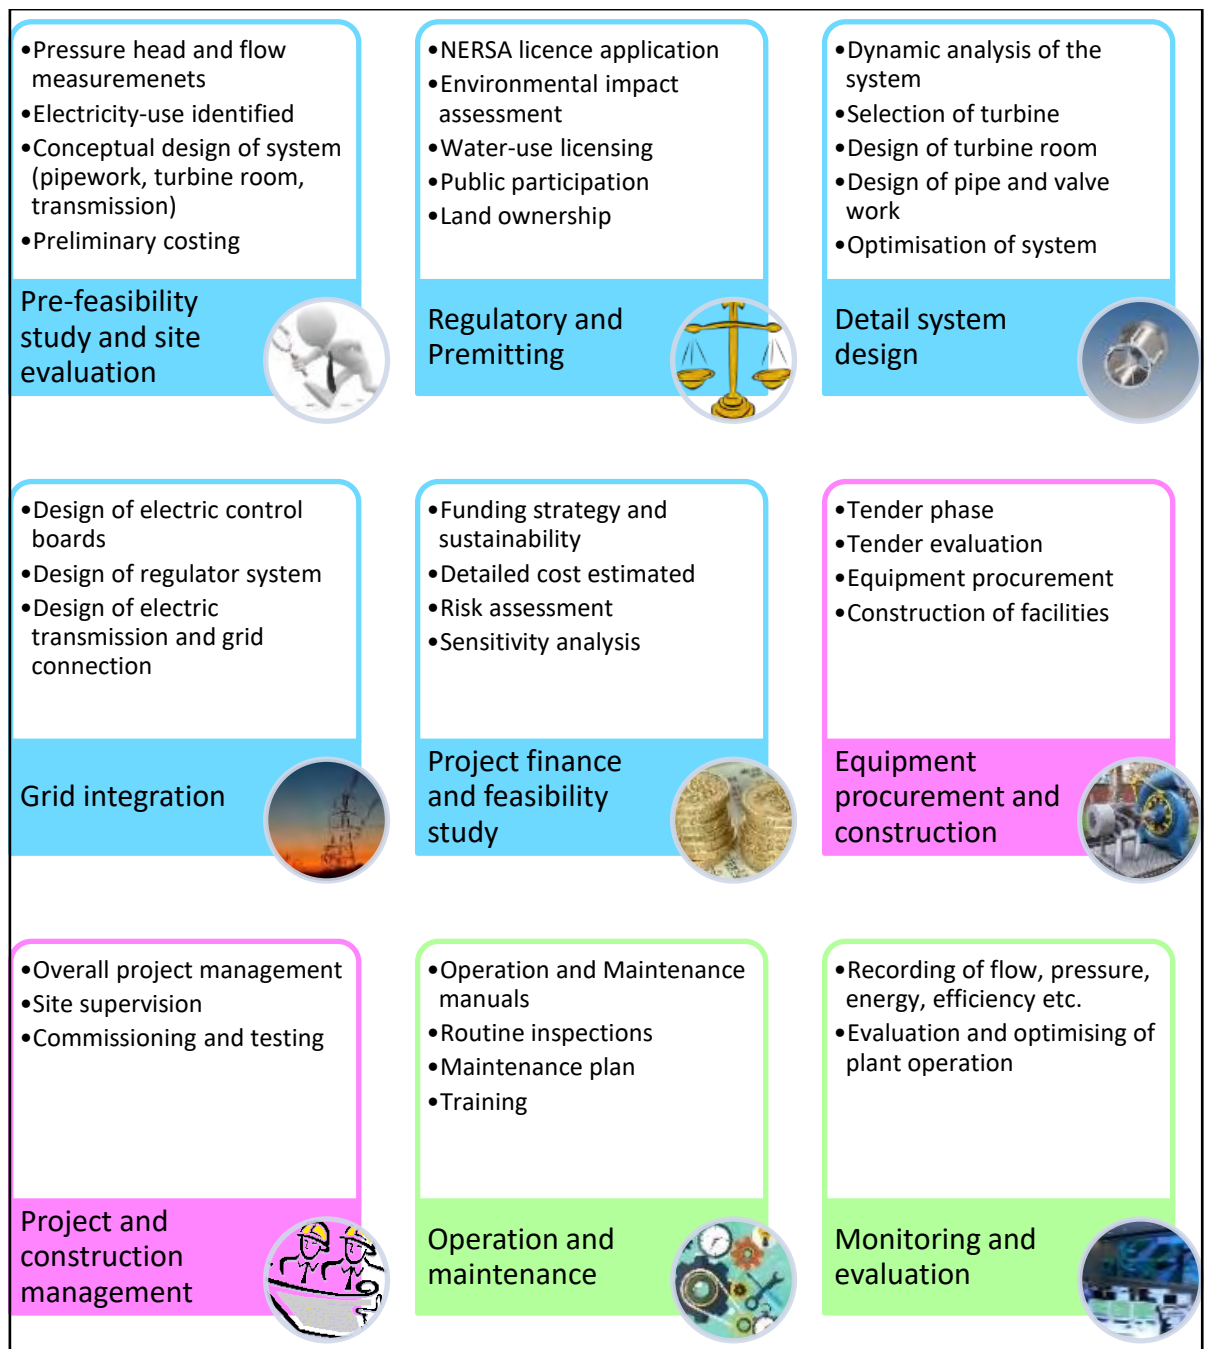 •Pressure head and flow
measuremenets
•Electricity-use identified
•Conceptual design of system
(pipework, turbine room,
transmission)
•Preliminary costing
Pre-feasibility
study and site
evaluation
•NERSA licence application
•Environmental impact
assessment
•Water-use licensing
•Public participation
•Land ownership
Regulatory and
Premitting
•Dynamic analysis of the
system
•Selection of turbine
•Design of turbine room
•Design of pipe and valve
work
•Optimisation of system
Detail system
design
•Design of electric control
boards
•Design of regulator system
•Design of electric
transmission and grid
connection
Grid integration
•Funding strategy and
sustainability
•Detailed cost estimated
•Risk assessment
•Sensitivity analysis
Project finance
and feasibility
study
•Tender phase
•Tender evaluation
•Equipment procurement
•Construction of facilities
Equipment
procurement and
construction
•Overall project management
•Site supervision
•Commissioning and testing
Project and
construction
management
•Operation and Maintenance
manuals
•Routine inspections
•Maintenance plan
•Training
Operation and
maintenance
•Recording of flow, pressure,
energy, efficiency etc.
•Evaluation and optimising of
plant operation
Monitoring and
evaluation